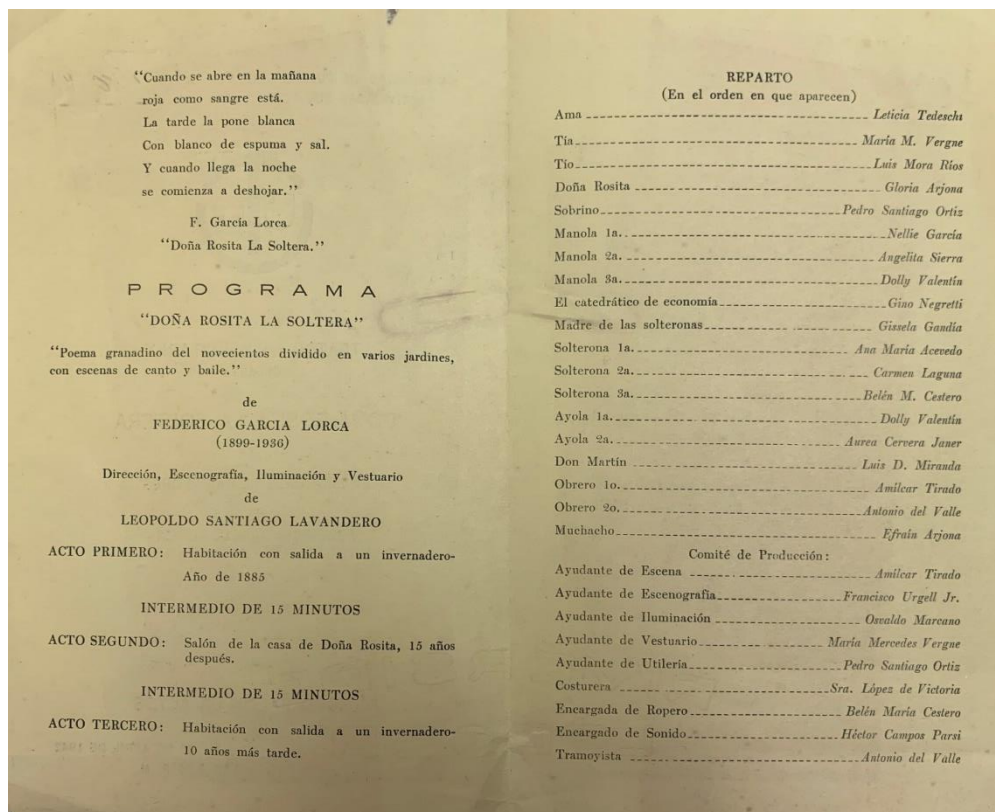 “Cuando se abre en la mañana
roja como sangre está.
La tarde la pone blanca
Con blanco de espuma y sal.
Y cuando llega la noche
se comienza a deshojar.’’
F. García Lorca
‘‘Doña Rosita La Soltera.’’
PROGRAMA
‘‘DOÑA ROSITA LA SOLTERA’’
‘‘Poema granadino del novecientos dividido en varios jardines,
con escenas de canto y baile.’’
de
FEDERICO GARCIA LORCA
(1899-1936)
Dirección, Escenografía, Iluminación y Vestuario
de
LEOPOLDO SANTIAGO LAVANDERO
ACTO PRIMERO: Habitación con salida a un invernadero-
Año de 1885
INTERMEDIO DE 15 MINUTOS
ACTO SEGUNDO: Salón de la casa de Doña Rosita, 15 años
después.
INTERMEDIO DE 15 MINUTOS
ACTO TERCERO: Habitación con salida a un invernadero-
10 años más tarde.
REPARTO
(En el orden en que aparecen)
Ama Leticia Tedeschi
Tía María M. Vergne
Tío Luis Mora Ríos
Doña Rosita Gloria Arjona
Sobrino Pedro Santiago Ortiz
Manola 1a. Nellie García
Manola 2a. Angelita Sierra
Manola 3a. Dolly Valentín
El catedrático de economía Gino Negretti
Madre de las solteronas Gissela Gandía
Solterona 1a. Ana María Acevedo
Solterona 2a. Carmen Laguna
Solterona 3a. Belén M. Cestero
Ayola 1a. Dolly Valentín
Ayola 2a. Aurea Cervera Janer
Don Martín Luis D. Miranda
Obrero 1o. Amílcar Tirado
Obrero 2o. Antonio del Valle
Muchacho Efraín Arjona
Comité de Producción:
Ayudante de Escena Amílcar Tirado
Ayudante de Escenografía Francisco Urgell Jr.
Ayudante de Iluminación Osvaldo Marcano
Ayudante de Vestuario María Mercedes Vergne
Ayudante de Utilería Pedro Santiago Ortiz
Costurera Sra. López de Victoria
Encargada de Ropero Belén María Cestero
Encargado de Sonido Héctor Campos Parsi
Tramoyista Antonio del Valle